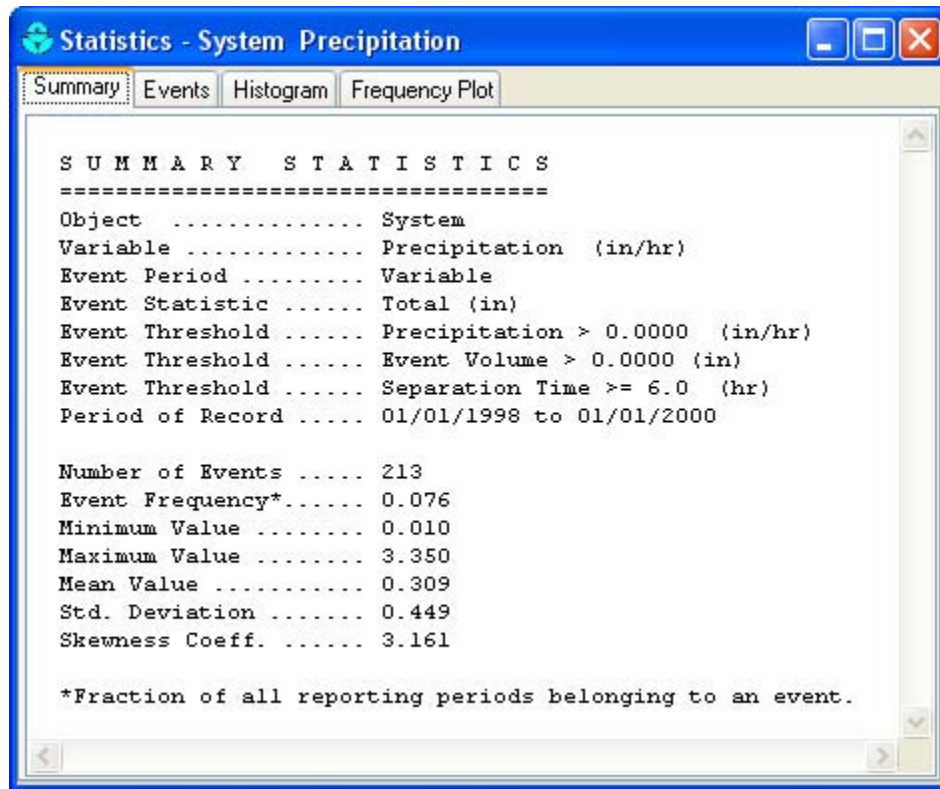 Statistics - System Precipitation
Summary Events Histogram Frequency Plot
S U M M A R Y   S T A T I S T I C S
===================================
Object .............. System
Variable ............. Precipitation (in/hr)
Event Period ......... Variable
Event Statistic ...... Total (in)
Event Threshold ...... Precipitation > 0.0000 (in/hr)
Event Threshold ...... Event Volume > 0.0000 (in)
Event Threshold ...... Separation Time >= 6.0 (hr)
Period of Record ..... 01/01/1998 to 01/01/2000
Number of Events ..... 213
Event Frequency*...... 0.076
Minimum Value ........ 0.010
Maximum Value ........ 3.350
Mean Value ........... 0.309
Std. Deviation ....... 0.449
Skewness Coeff. ...... 3.161
*Fraction of all reporting periods belonging to an event.